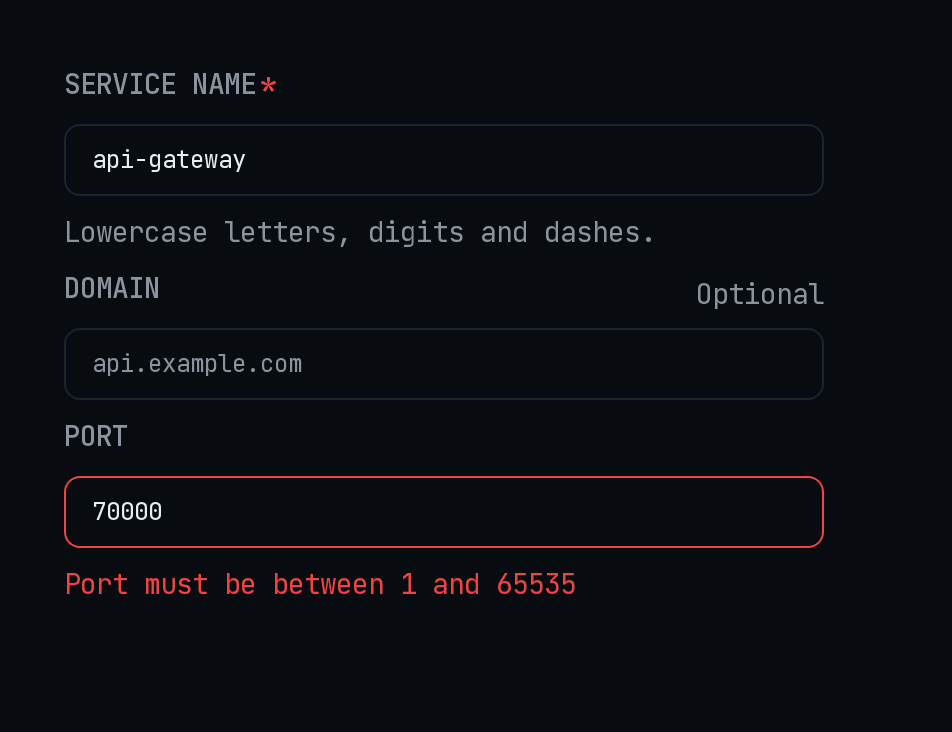 SERVICE NAME*
api-gateway
Lowercase letters, digits and dashes.
DOMAIN Optional
api.example.com
PORT
70000
Port must be between 1 and 65535